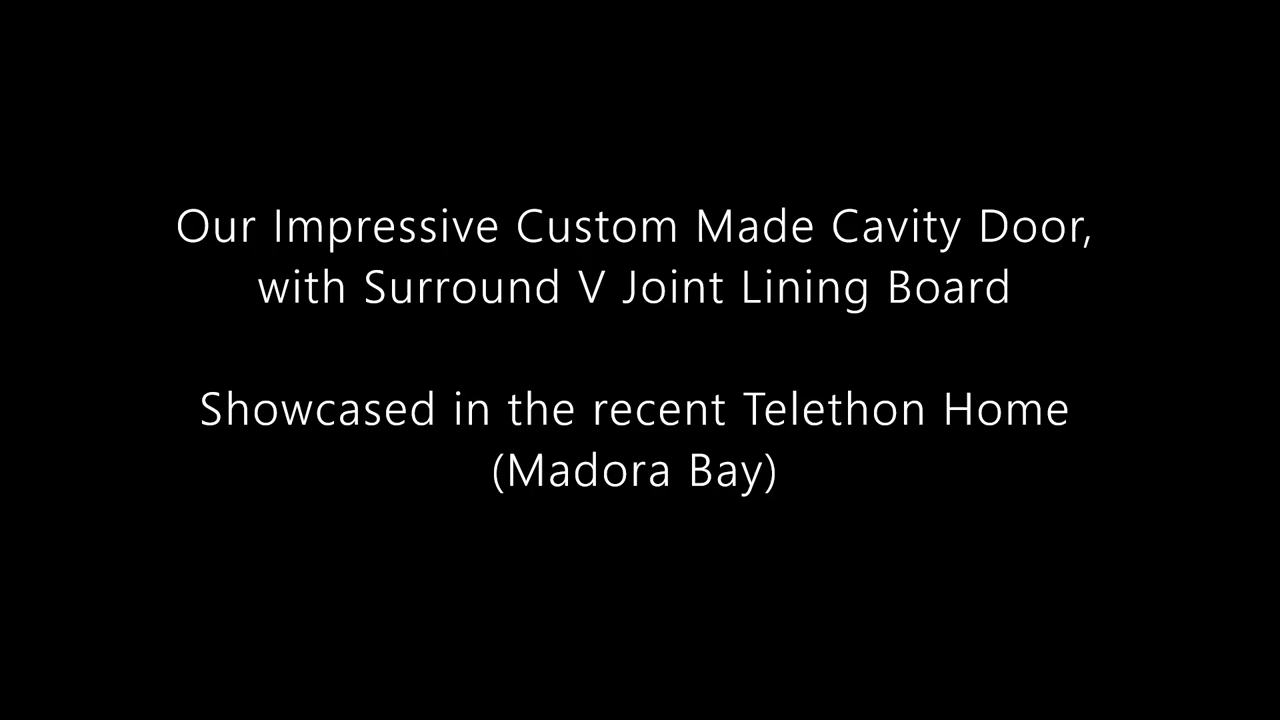 Our Impressive Custom Made Cavity Door,
with Surround V Joint Lining Board
Showcased in the recent Telethon Home
(Madora Bay)